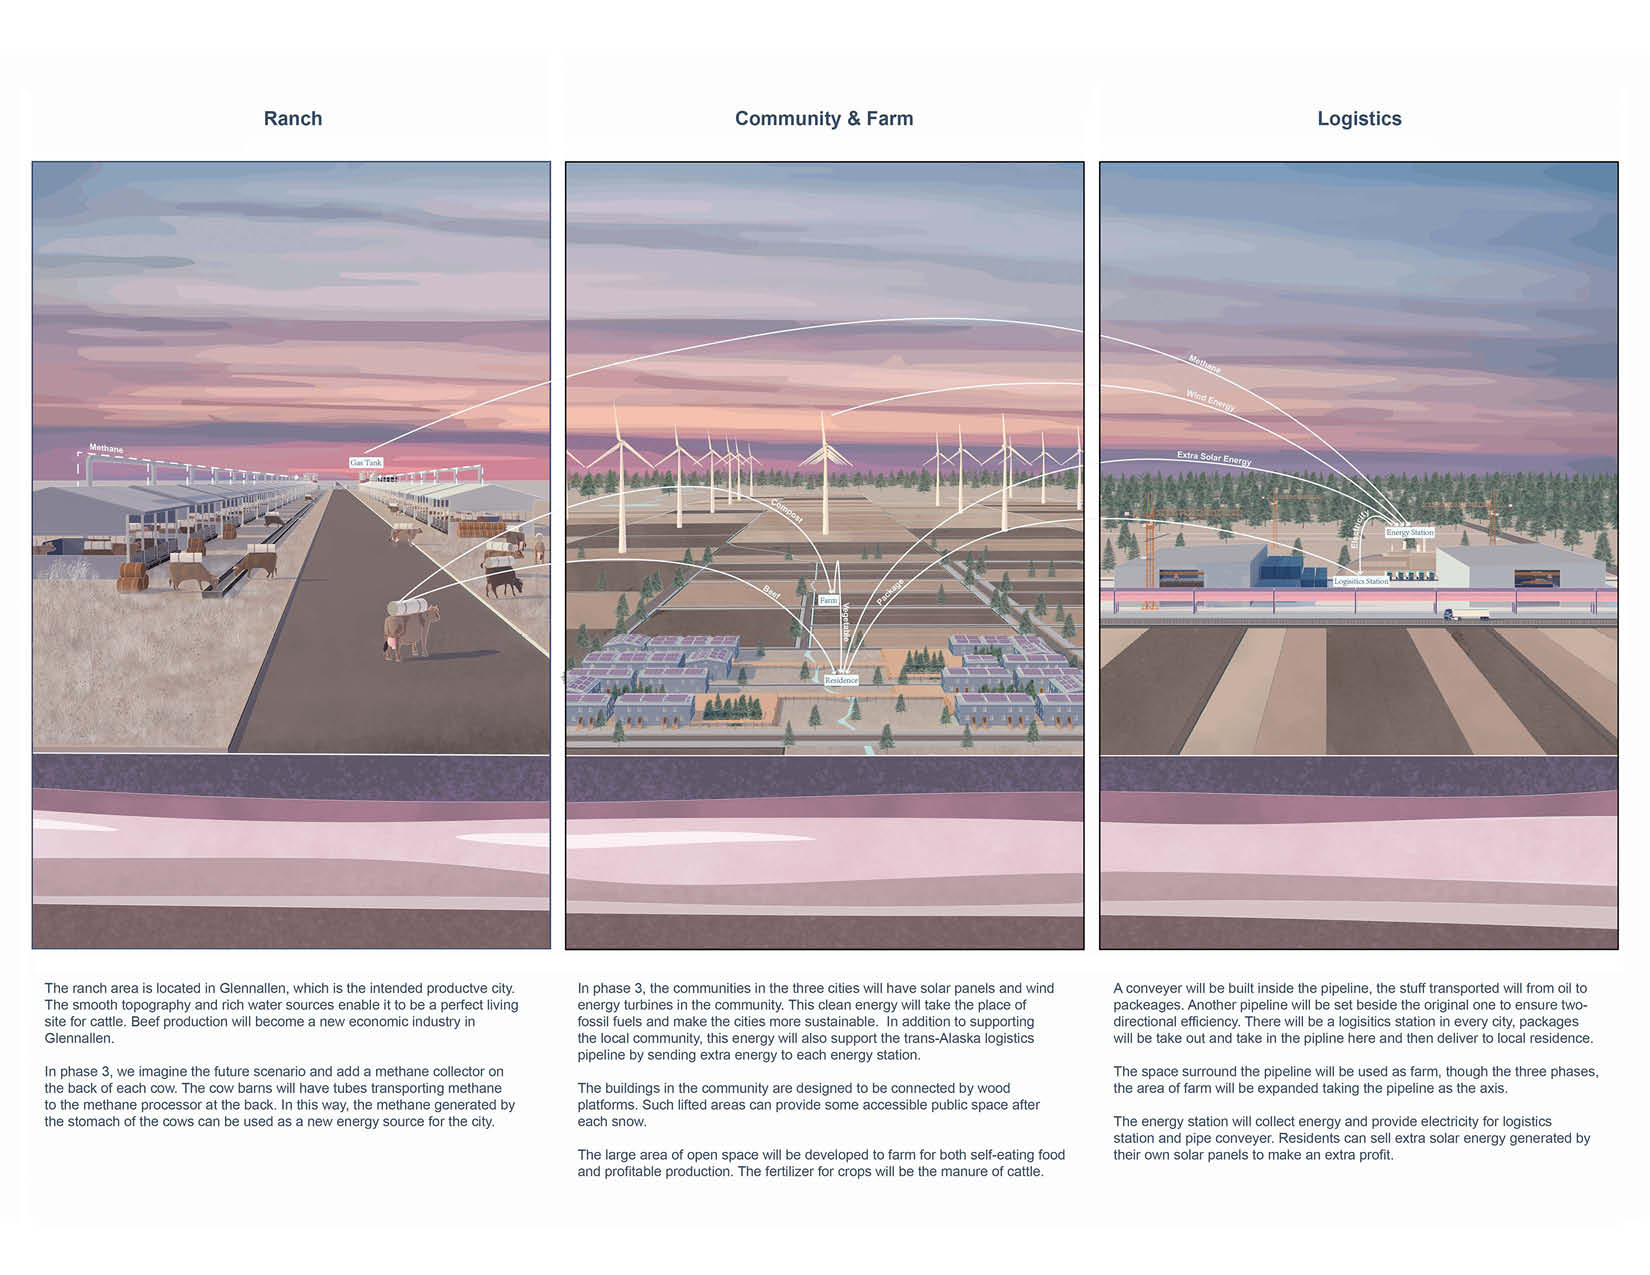 Ranch
Community & Farm
Logistics
Methane
Gas Tank
Compost
Beef
Farm
Vegetable
Package
Residence
Methane
Wind Energy
Extra Solar Energy
Electricity
Energy Station
Logisitics Station
The ranch area is located in Glennallen, which is the intended productve city.
The smooth topography and rich water sources enable it to be a perfect living
site for cattle. Beef production will become a new economic industry in
Glennallen.
In phase 3, we imagine the future scenario and add a methane collector on
the back of each cow. The cow barns will have tubes transporting methane
to the methane processor at the back. In this way, the methane generated by
the stomach of the cows can be used as a new energy source for the city.
In phase 3, the communities in the three cities will have solar panels and wind
energy turbines in the community. This clean energy will take the place of
fossil fuels and make the cities more sustainable. In addition to supporting
the local community, this energy will also support the trans-Alaska logistics
pipeline by sending extra energy to each energy station.
The buildings in the community are designed to be connected by wood
platforms. Such lifted areas can provide some accessible public space after
each snow.
The large area of open space will be developed to farm for both self-eating food
and profitable production. The fertilizer for crops will be the manure of cattle.
A conveyer will be built inside the pipeline, the stuff transported will from oil to
packeages. Another pipeline will be set beside the original one to ensure two-
directional efficiency. There will be a logisitics station in every city, packages
will be take out and take in the pipline here and then deliver to local residence.
The space surround the pipeline will be used as farm, though the three phases,
the area of farm will be expanded taking the pipeline as the axis.
The energy station will collect energy and provide electricity for logistics
station and pipe conveyer. Residents can sell extra solar energy generated by
their own solar panels to make an extra profit.